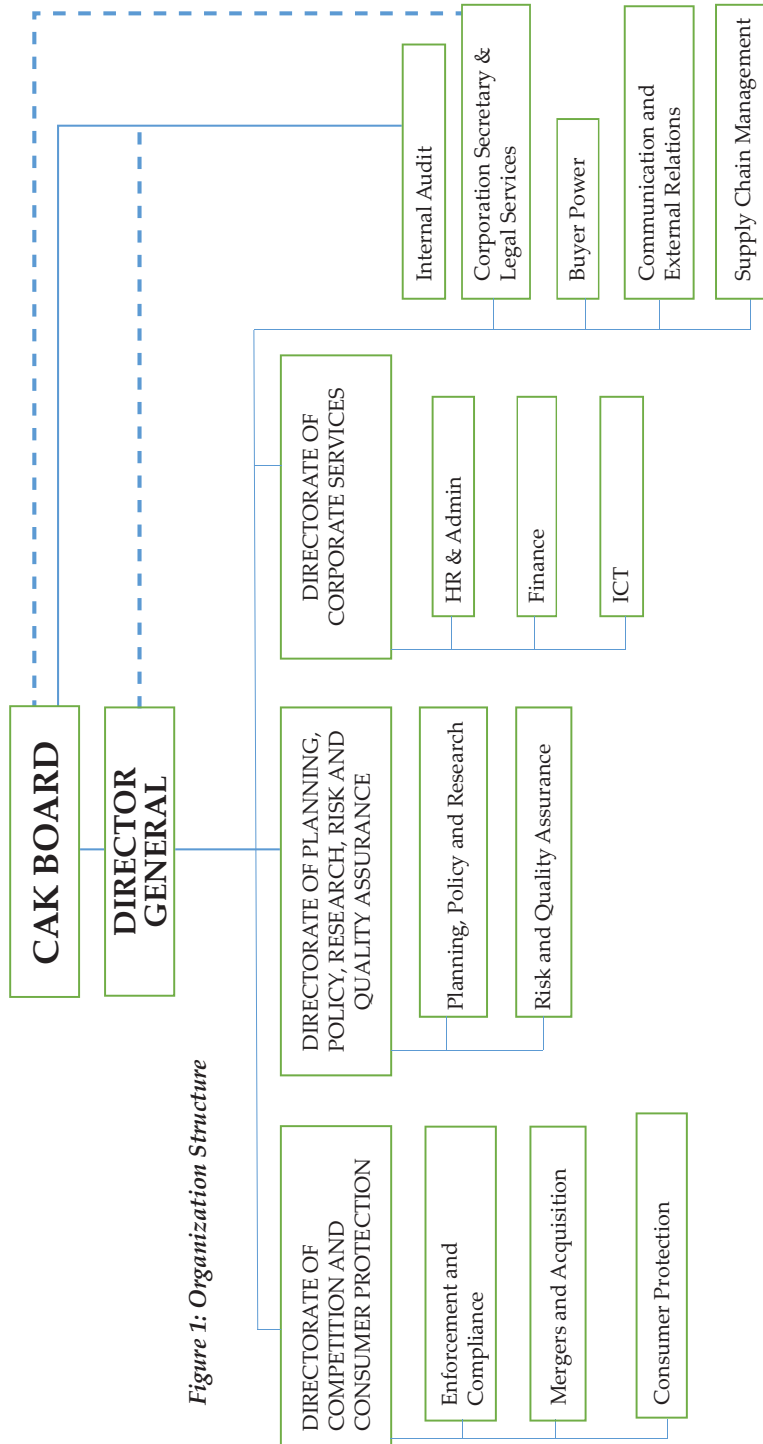 Figure 1: Organization Structure
CAK BOARD
DIRECTOR
GENERAL
DIRECTORATE OF
COMPETITION AND
CONSUMER PROTECTION
Enforcement and
Compliance
Mergers and Acquisition
Consumer Protection
DIRECTORATE OF PLANNING,
POLICY, RESEARCH, RISK AND
QUALITY ASSURANCE
Planning, Policy and Research
Risk and Quality Assurance
DIRECTORATE OF
CORPORATE SERVICES
HR & Admin
Finance
ICT
Internal Audit
Corporation Secretary &
Legal Services
Buyer Power
Communication and
External Relations
Supply Chain Management